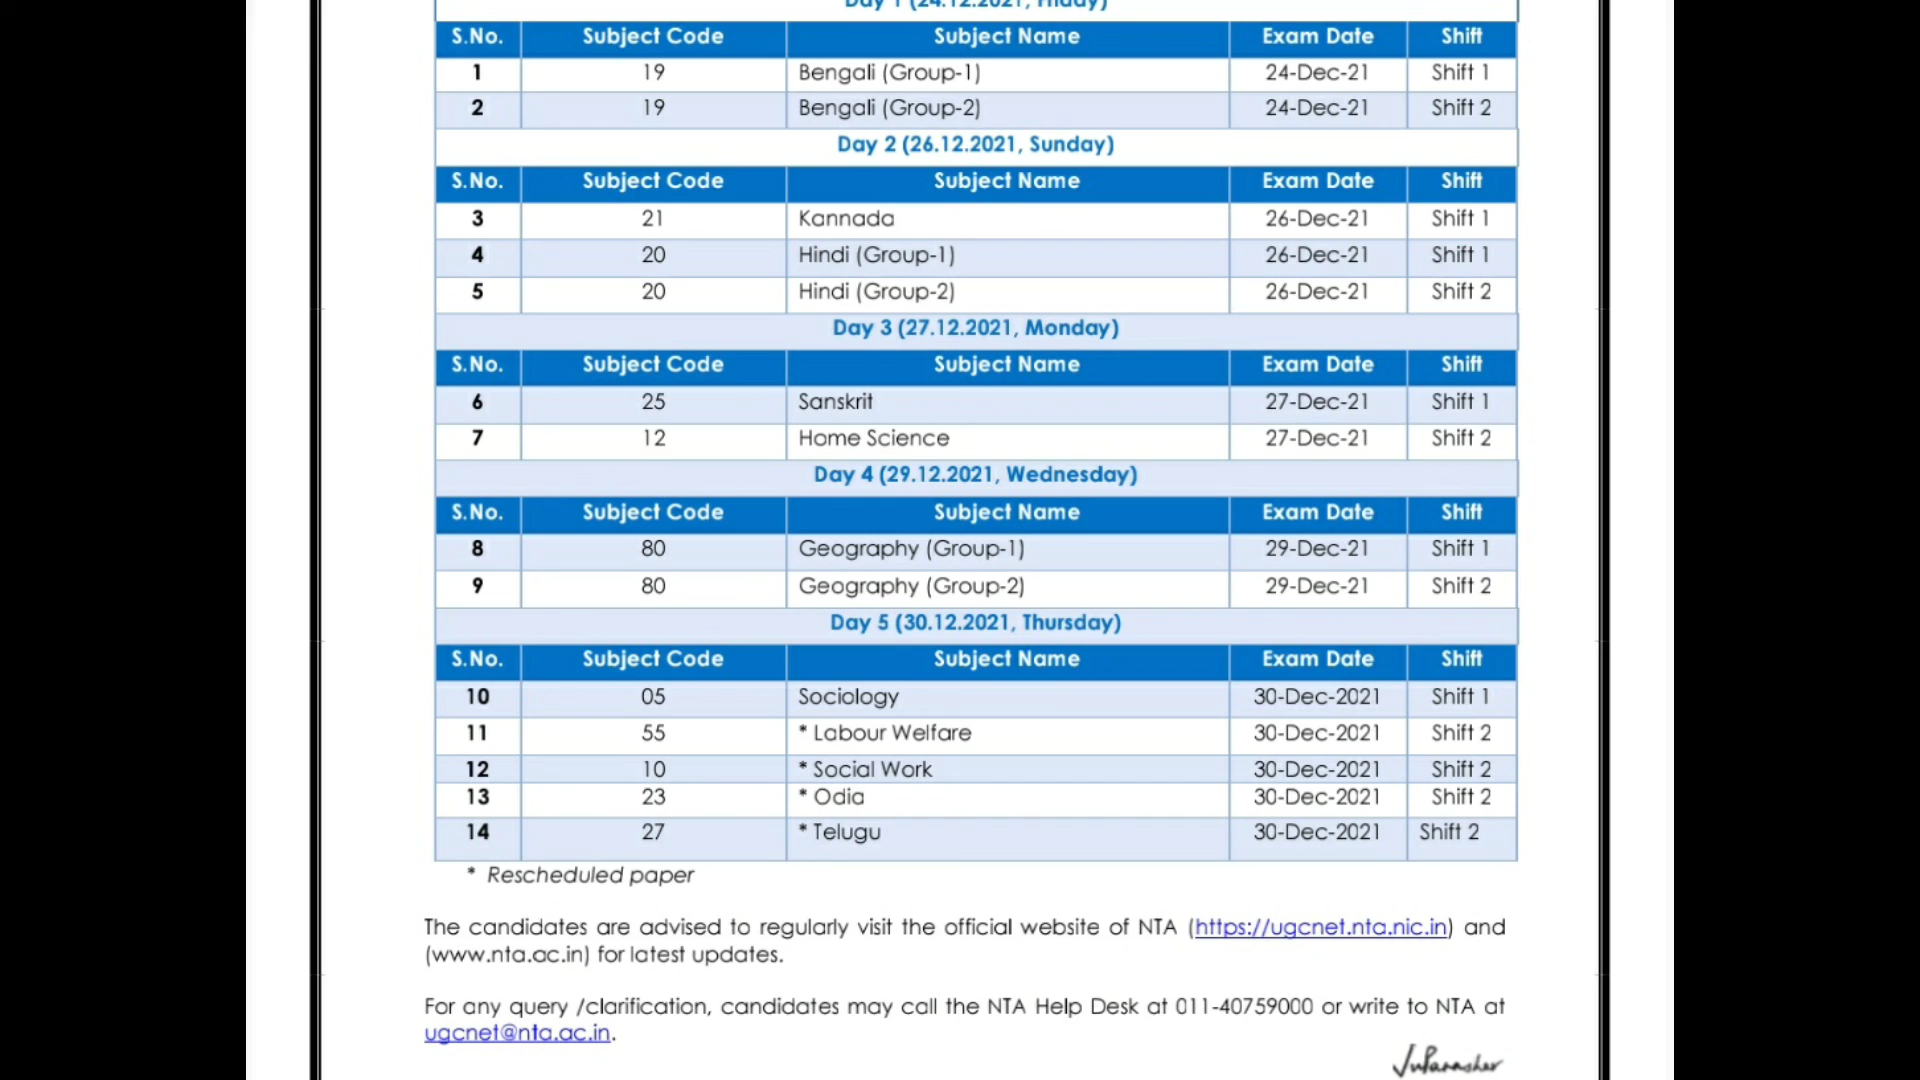 Day 1 (24.12.2021, Friday)
S.No. Subject Code Subject Name Exam Date Shift
1 19 Bengali (Group-1) 24-Dec-21 Shift 1
2 19 Bengali (Group-2) 24-Dec-21 Shift 2
Day 2 (26.12.2021, Sunday)
S.No. Subject Code Subject Name Exam Date Shift
3 21 Kannada 26-Dec-21 Shift 1
4 20 Hindi (Group-1) 26-Dec-21 Shift 1
5 20 Hindi (Group-2) 26-Dec-21 Shift 2
Day 3 (27.12.2021, Monday)
S.No. Subject Code Subject Name Exam Date Shift
6 25 Sanskrit 27-Dec-21 Shift 1
7 12 Home Science 27-Dec-21 Shift 2
Day 4 (29.12.2021, Wednesday)
S.No. Subject Code Subject Name Exam Date Shift
8 80 Geography (Group-1) 29-Dec-21 Shift 1
9 80 Geography (Group-2) 29-Dec-21 Shift 2
Day 5 (30.12.2021, Thursday)
S.No. Subject Code Subject Name Exam Date Shift
10 05 Sociology 30-Dec-2021 Shift 1
11 55 * Labour Welfare 30-Dec-2021 Shift 2
12 10 * Social Work 30-Dec-2021 Shift 2
13 23 * Odia 30-Dec-2021 Shift 2
14 27 * Telugu 30-Dec-2021 Shift 2
* Rescheduled paper
The candidates are advised to regularly visit the official website of NTA (https://ugcnet.nta.nic.in) and
(www.nta.ac.in) for latest updates.
For any query /clarification, candidates may call the NTA Help Desk at 011-40759000 or write to NTA at
ugcnet@nta.ac.in.